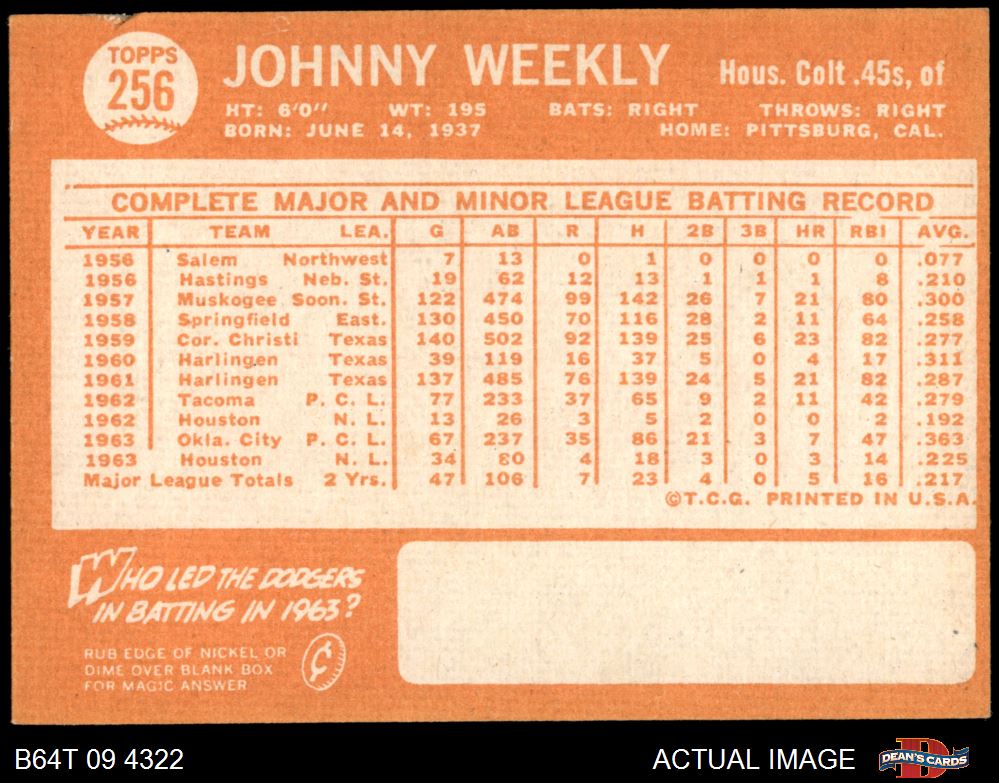 TOPPS
256
JOHNNY WEEKLY Hous. Colt .45s, of
HT: 6'0" WT: 195 BATS: RIGHT THROWS: RIGHT
BORN: JUNE 14, 1937 HOME: PITTSBURG, CAL.
COMPLETE MAJOR AND MINOR LEAGUE BATTING RECORD
YEAR TEAM LEA. G AB R H 2B 3B HR RBI AVG.
1956 Salem Northwest 7 13 0 1 0 0 0 0 .077
1956 Hastings Neb. St. 19 62 12 13 1 1 1 8 .210
1957 Muskogee Soon. St. 122 474 99 142 26 7 21 80 .300
1958 Springfield East. 130 450 70 116 28 2 11 64 .258
1959 Cor. Christi Texas 140 502 92 139 25 6 23 82 .277
1960 Harlingen Texas 39 119 16 37 5 0 4 17 .311
1961 Harlingen Texas 137 485 76 139 24 5 21 82 .287
1962 Tacoma P. C. L. 77 233 37 65 9 2 11 42 .279
1962 Houston N. L. 13 26 3 5 2 0 0 2 .192
1963 Okla. City P. C. L. 67 237 35 86 21 3 7 47 .363
1963 Houston N. L. 34 80 4 18 3 0 3 14 .225
Major League Totals 2 Yrs. 47 106 7 23 4 0 5 16 .217
©T.C.G. PRINTED IN U.S.A.
WHO LED THE DODGERS
IN BATTING IN 1963?
RUB EDGE OF NICKEL OR
DIME OVER BLANK BOX
FOR MAGIC ANSWER
¢
B64T 09 4322 ACTUAL IMAGE D DEAN'S CARDS